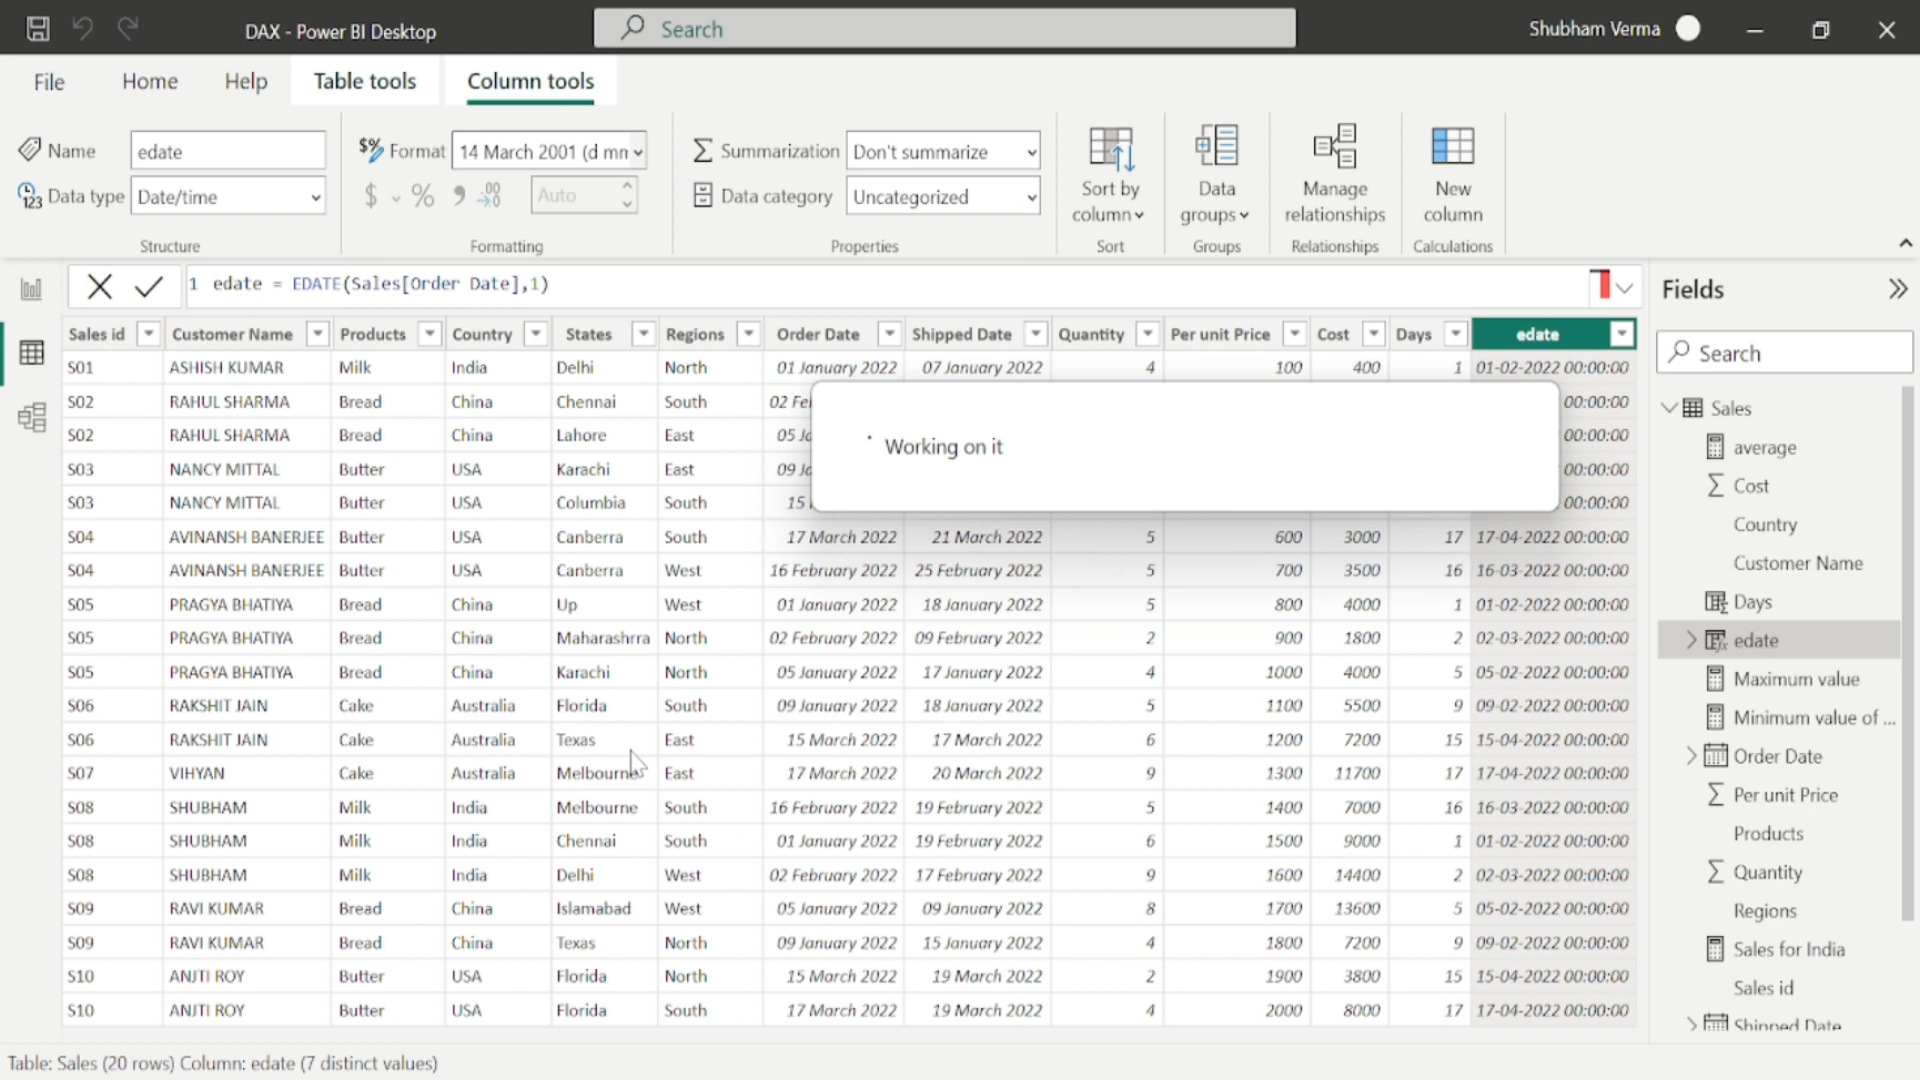 DAX - Power BI Desktop
Search
Shubham Verma
File Home Help Table tools Column tools
Name edate
$% Format 14 March 2001 (d mn
Summarization Don't summarize
Data type Date/time
$ % 9 .00 Auto
Data category Uncategorized
Sort by column
Data groups
Manage relationships
New column
Structure Formatting Properties Sort Groups Relationships Calculations
1 edate = EDATE(Sales[Order Date],1)
Sales id Customer Name Products Country States Regions Order Date Shipped Date Quantity Per unit Price Cost Days edate
S01 ASHISH KUMAR Milk India Delhi North 01 January 2022 07 January 2022 4 100 400 1 01-02-2022 00:00:00
S02 RAHUL SHARMA Bread China Chennai South 02 00:00:00
S02 RAHUL SHARMA Bread China Lahore East 05 00:00:00
S03 NANCY MITTAL Butter USA Karachi East 09 00:00:00
S03 NANCY MITTAL Butter USA Columbia South 15 00:00:00
Working on it
S04 AVINANSH BANERJEE Butter USA Canberra South 17 March 2022 21 March 2022 5 600 3000 17 17-04-2022 00:00:00
S04 AVINANSH BANERJEE Butter USA Canberra West 16 February 2022 25 February 2022 5 700 3500 16 16-03-2022 00:00:00
S05 PRAGYA BHATIYA Bread China Up West 01 January 2022 18 January 2022 5 800 4000 1 01-02-2022 00:00:00
S05 PRAGYA BHATIYA Bread China Maharashrra North 02 February 2022 09 February 2022 2 900 1800 2 02-03-2022 00:00:00
S05 PRAGYA BHATIYA Bread China Karachi North 05 January 2022 17 January 2022 4 1000 4000 5 05-02-2022 00:00:00
S06 RAKSHIT JAIN Cake Australia Florida South 09 January 2022 18 January 2022 5 1100 5500 9 09-02-2022 00:00:00
S06 RAKSHIT JAIN Cake Australia Texas East 15 March 2022 17 March 2022 6 1200 7200 15 15-04-2022 00:00:00
S07 VIHYAN Cake Australia Melbourne East 17 March 2022 20 March 2022 9 1300 11700 17 17-04-2022 00:00:00
S08 SHUBHAM Milk India Melbourne South 16 February 2022 19 February 2022 5 1400 7000 16 16-03-2022 00:00:00
S08 SHUBHAM Milk India Chennai South 01 January 2022 19 February 2022 6 1500 9000 1 01-02-2022 00:00:00
S08 SHUBHAM Milk India Delhi West 02 February 2022 17 February 2022 9 1600 14400 2 02-03-2022 00:00:00
S09 RAVI KUMAR Bread China Islamabad West 05 January 2022 09 January 2022 8 1700 13600 5 05-02-2022 00:00:00
S09 RAVI KUMAR Bread China Texas North 09 January 2022 15 January 2022 4 1800 7200 9 09-02-2022 00:00:00
S10 ANJTI ROY Butter USA Florida North 15 March 2022 19 March 2022 2 1900 3800 15 15-04-2022 00:00:00
S10 ANJTI ROY Butter USA Florida South 17 March 2022 19 March 2022 4 2000 8000 17 17-04-2022 00:00:00
Fields
Search
Sales
average
Cost
Country
Customer Name
Days
edate
Maximum value
Minimum value of ...
Order Date
Per unit Price
Products
Quantity
Regions
Sales for India
Sales id
Shipped Date
Table: Sales (20 rows) Column: edate (7 distinct values)